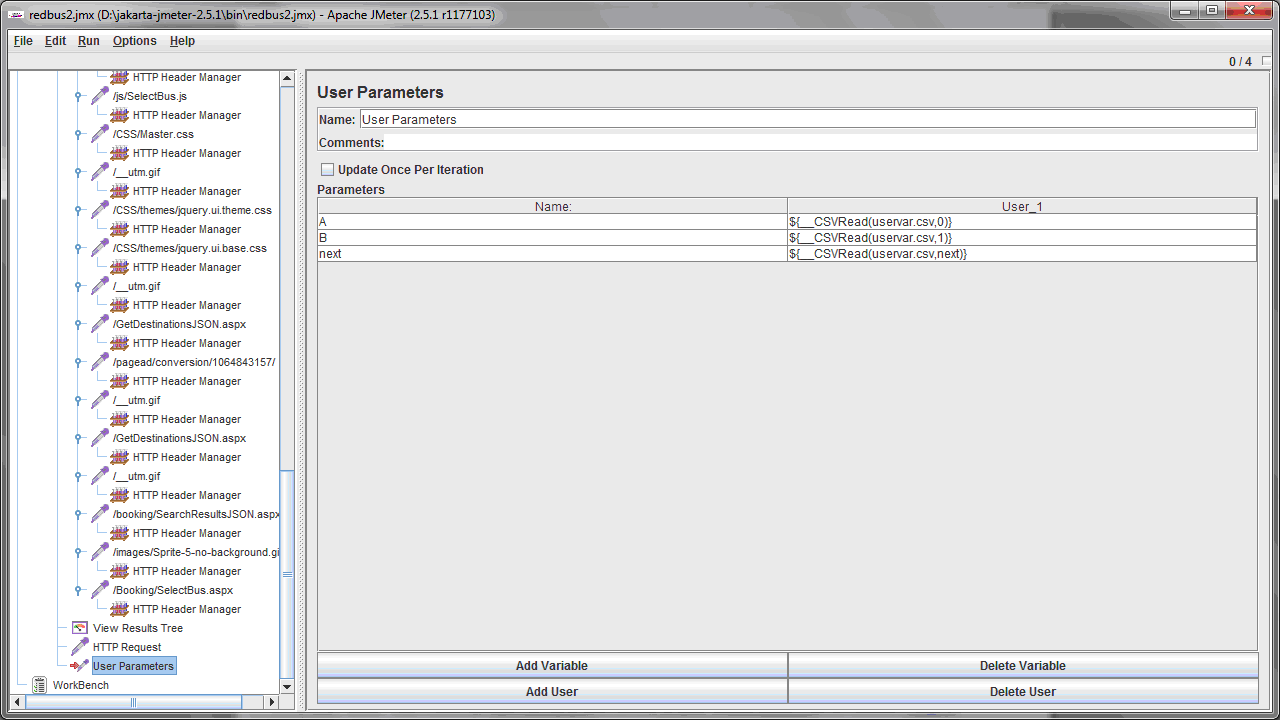 redbus2.jmx (D:\jakarta-jmeter-2.5.1\bin\redbus2.jmx) - Apache JMeter (2.5.1 r1177103)
File Edit Run Options Help
0 / 4
HTTP Header Manager
/js/SelectBus.js
HTTP Header Manager
/CSS/Master.css
HTTP Header Manager
/__utm.gif
HTTP Header Manager
/CSS/themes/jquery.ui.theme.css
HTTP Header Manager
/CSS/themes/jquery.ui.base.css
HTTP Header Manager
/__utm.gif
HTTP Header Manager
/GetDestinationsJSON.aspx
HTTP Header Manager
/pagead/conversion/1064843157/
HTTP Header Manager
/__utm.gif
HTTP Header Manager
/GetDestinationsJSON.aspx
HTTP Header Manager
/__utm.gif
HTTP Header Manager
/booking/SearchResultsJSON.aspx
HTTP Header Manager
/images/Sprite-5-no-background.gi
HTTP Header Manager
/Booking/SelectBus.aspx
HTTP Header Manager
View Results Tree
HTTP Request
User Parameters
WorkBench
User Parameters
Name: User Parameters
Comments:
Update Once Per Iteration
Parameters
Name: User_1
A ${__CSVRead(uservar.csv,0)}
B ${__CSVRead(uservar.csv,1)}
next ${__CSVRead(uservar.csv,next)}
Add Variable Delete Variable
Add User Delete User